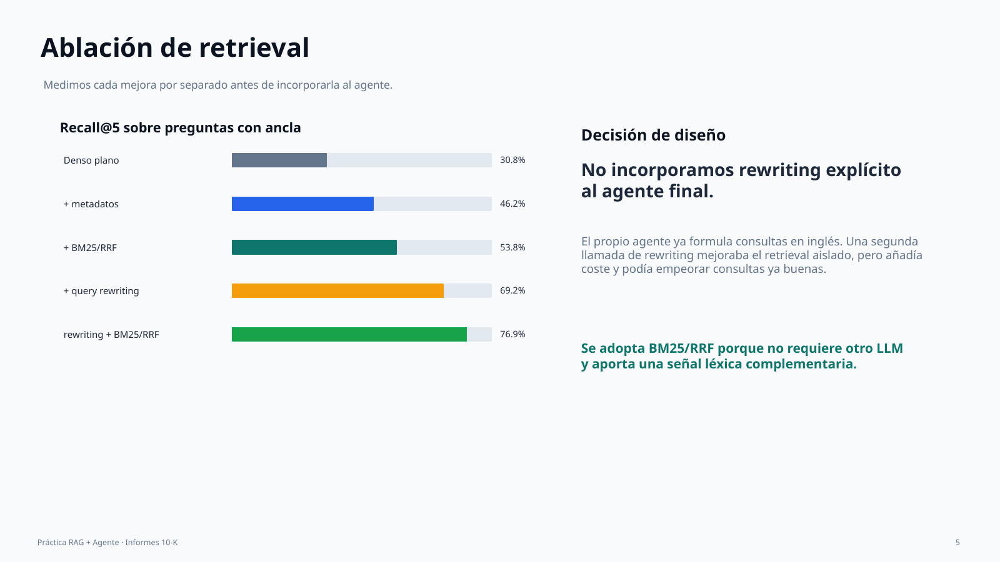 Ablación de retrieval
Medimos cada mejora por separado antes de incorporarla al agente.
Recall@5 sobre preguntas con ancla
Denso plano
30.8%
+ metadatos
46.2%
+ BM25/RRF
53.8%
+ query rewriting
69.2%
rewriting + BM25/RRF
76.9%
Decisión de diseño
No incorporamos rewriting explícito
al agente final.
El propio agente ya formula consultas en inglés. Una segunda
llamada de rewriting mejoraba el retrieval aislado, pero añadía
coste y podía empeorar consultas ya buenas.
Se adopta BM25/RRF porque no requiere otro LLM
y aporta una señal léxica complementaria.
Práctica RAG + Agente · Informes 10-K
5